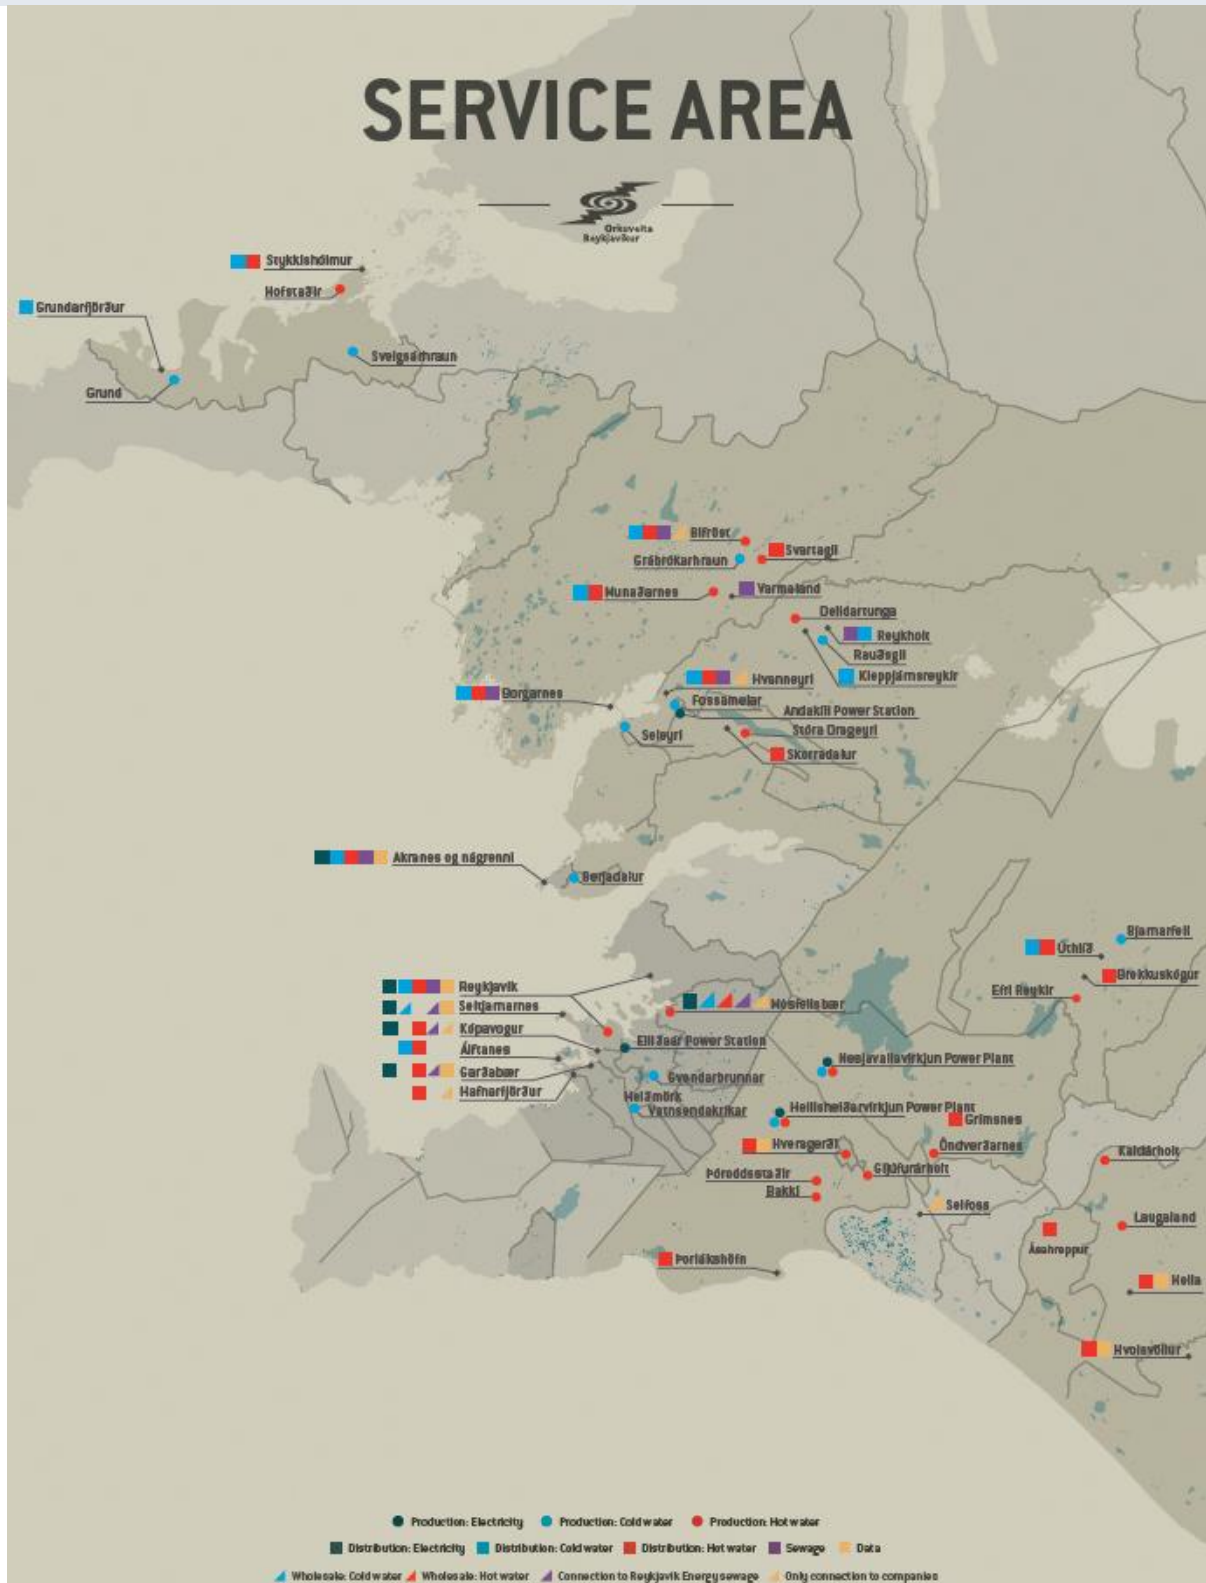 SERVICE AREA
Orkuveita
Reykjavíkur
Stykkishólmur
Hofstaðir
Grundarfjörður
Svelgsárhraun
Grund
Bifröst
Svartagil
Grábrókarhraun
Munaðarnes
Varmaland
Deildartunga
Reykholt
Rauðsgil
Kleppjárnsreykir
Hvanneyri
Borgarnes
Fossamelar
Andakíll Power Station
Seleyri
Stóra Drageyri
Skorradalur
Akranes og nágrenni
Berjadalur
Bjarnarfell
Úthlíð
Brekkuskógur
Efri Reykir
Reykjavik
Seltjarnarnes
Mosfellsbær
Kópavogur
Elliðaár Power Station
Álftanes
Nesjavallavirkjun Power Plant
Garðabær
Gvendarbrunnar
Hafnarfjörður
Heiðmörk
Vatnsendakrikar
Hellisheiðarvirkjun Power Plant
Grímsnes
Hveragerði
Öndverðarnes
Kaldárholt
Þóroddsstaðir
Gljúfurárholt
Bakki
Selfoss
Laugaland
Ásahreppur
Þorlákshöfn
Hella
Hvolsvöllur
Production: Electricity Production: Cold water Production: Hot water
Distribution: Electricity Distribution: Cold water Distribution: Hot water Sewage Data
Wholesale: Cold water Wholesale: Hot water Connection to Reykjavik Energy sewage Only connection to companies